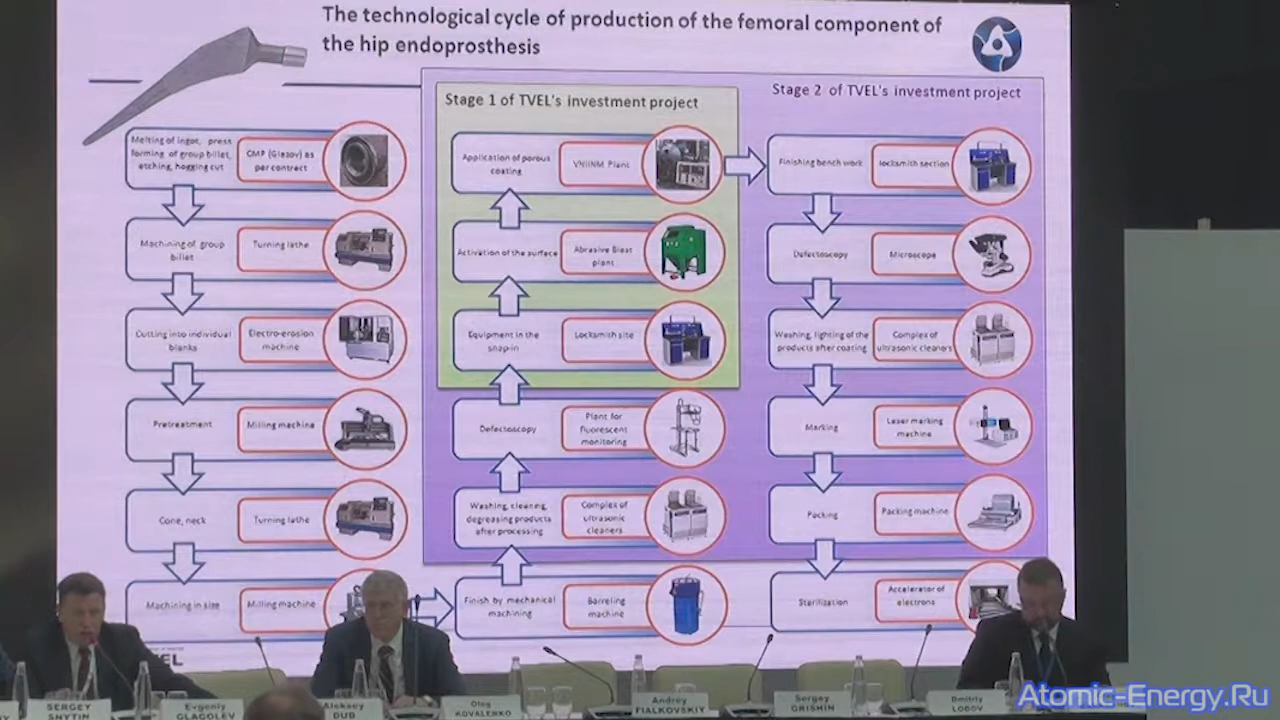 The technological cycle of production of the femoral component of
the hip endoprosthesis
Stage 1 of TVEL's investment project
Stage 2 of TVEL's investment project
Melting of ingot, press
forming of group billet,
etching, hogging cut
CMP (Glazov) as
per contract
Machining of group
billet
Turning lathe
Cutting into individual
blanks
Electro-erosion
machine
Pretreatment
Milling machine
Cone, neck
Turning lathe
Machining in size
Milling machine
Application of porous
coating
VNIINM Plant
Activation of the surface
Abrasive Blast
plant
Equipment in the
snap-in
Locksmith site
Defectoscopy
Plant for
fluorescent
monitoring
Washing, cleaning,
degreasing products
after processing
Complex of
ultrasonic
cleaners
Finish by mechanical
machining
Barreling
machine
Finishing bench work
locksmith section
Defectoscopy
Microscope
Washing, lighting of the
products after coating
Complex of
ultrasonic cleaners
Marking
Laser marking
machine
Packing
Packing machine
Sterilization
Accelerator of
electrons
SERGEY
SNYTIN
Evgeniy
GLAGOLEV
Aleksey
DUB
Oleg
KOVALENKO
Andrey
FIALKOVSKIY
Sergey
GRISHIN
Dmitriy
LOBOV
Atomic-Energy.Ru